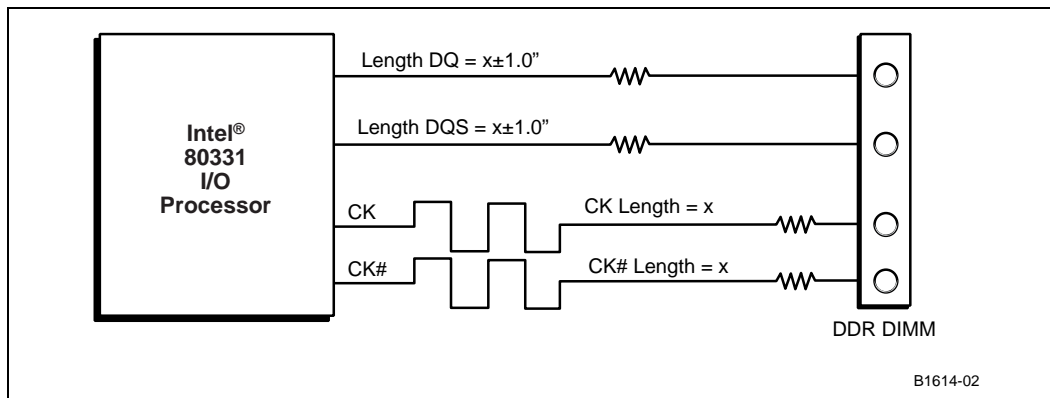 Length DQ = x±1.0”
Length DQS = x±1.0”
Intel®
80331
I/O
Processor
CK
CK Length = x
CK#
CK# Length = x
DDR DIMM
B1614-02